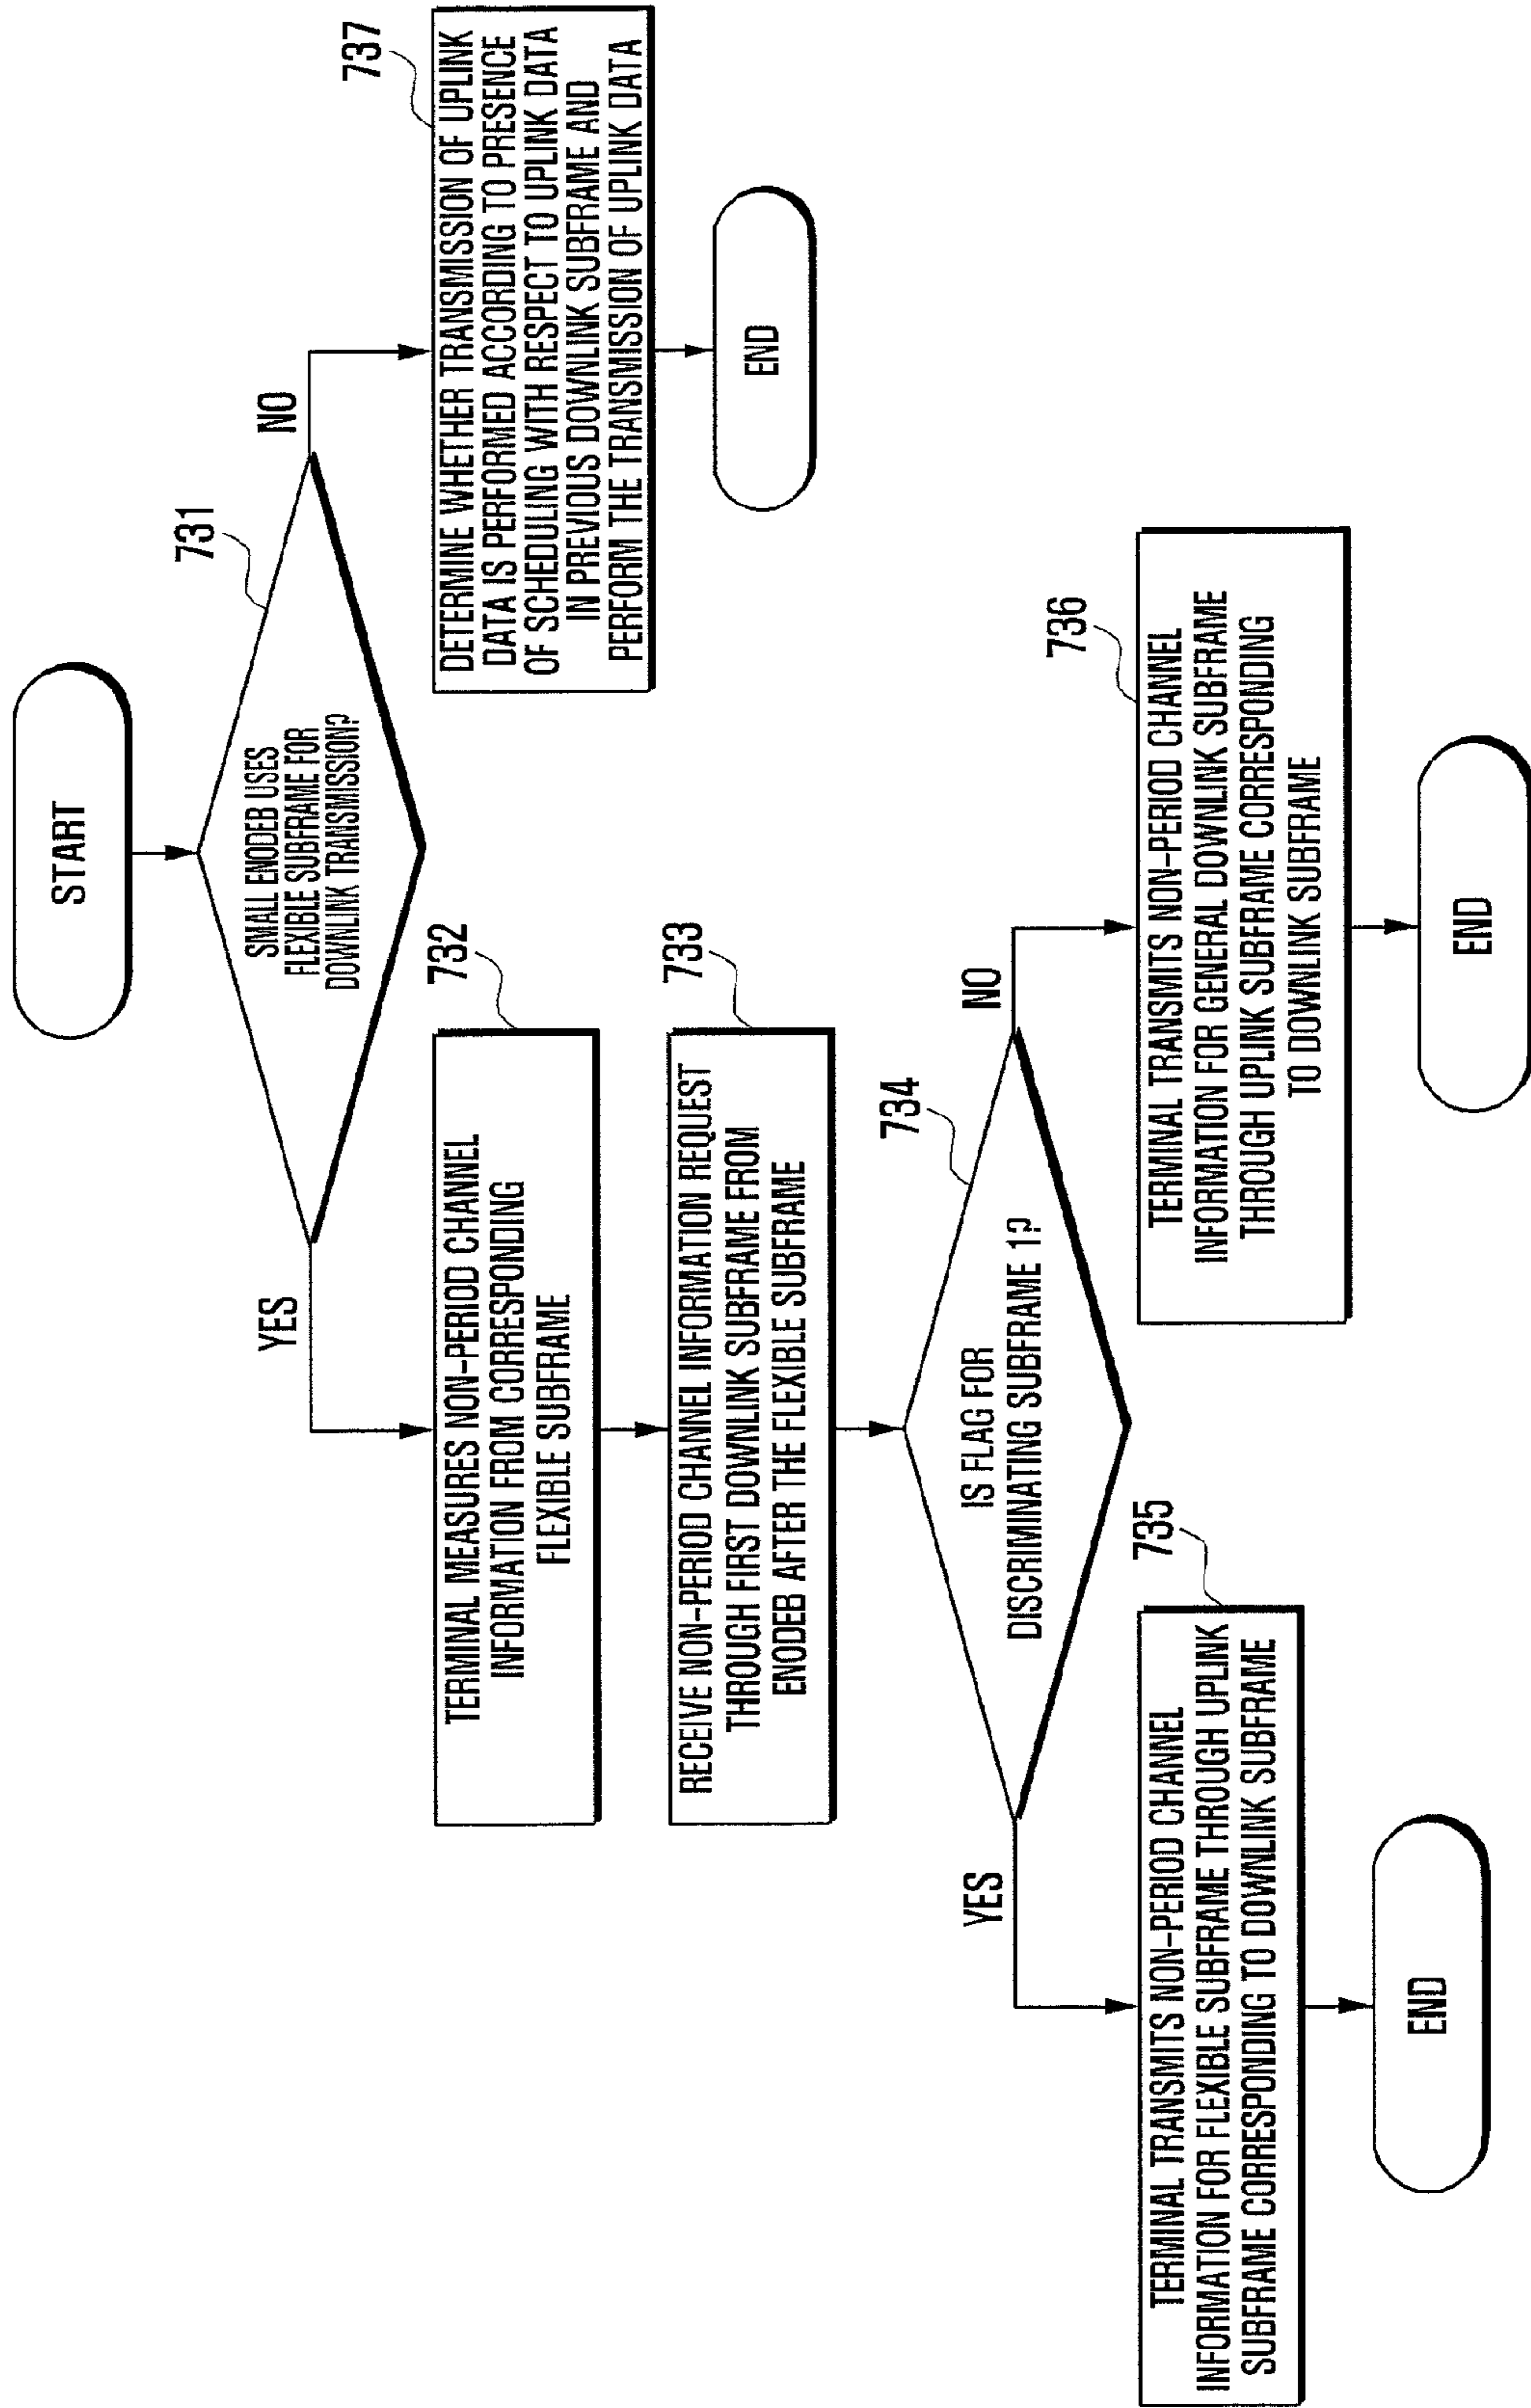 START
731
SMALL ENODEB USES
FLEXIBLE SUBFRAME FOR
DOWNLINK TRANSMISSION?
YES
NO
732
TERMINAL MEASURES NON-PERIOD CHANNEL
INFORMATION FROM CORRESPONDING
FLEXIBLE SUBFRAME
737
DETERMINE WHETHER TRANSMISSION OF UPLINK
DATA IS PERFORMED ACCORDING TO PRESENCE
OF SCHEDULING WITH RESPECT TO UPLINK DATA
IN PREVIOUS DOWNLINK SUBFRAME AND
PERFORM THE TRANSMISSION OF UPLINK DATA
END
733
RECEIVE NON-PERIOD CHANNEL INFORMATION REQUEST
THROUGH FIRST DOWNLINK SUBFRAME FROM
ENODEB AFTER THE FLEXIBLE SUBFRAME
734
IS FLAG FOR
DISCRIMINATING SUBFRAME 1?
YES
NO
735
TERMINAL TRANSMITS NON-PERIOD CHANNEL
INFORMATION FOR FLEXIBLE SUBFRAME THROUGH UPLINK
SUBFRAME CORRESPONDING TO DOWNLINK SUBFRAME
736
TERMINAL TRANSMITS NON-PERIOD CHANNEL
INFORMATION FOR GENERAL DOWNLINK SUBFRAME
THROUGH UPLINK SUBFRAME CORRESPONDING
TO DOWNLINK SUBFRAME
END
END